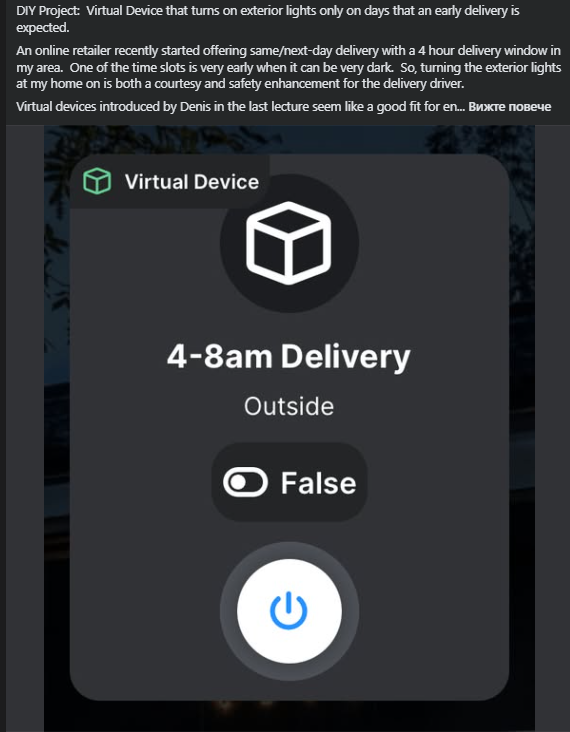 DIY Project:  Virtual Device that turns on exterior lights only on days that an early delivery is
expected.
An online retailer recently started offering same/next-day delivery with a 4 hour delivery window in
my area.  One of the time slots is very early when it can be very dark.  So, turning the exterior lights
at my home on is both a courtesy and safety enhancement for the delivery driver.
Virtual devices introduced by Denis in the last lecture seem like a good fit for en... Вижте повече
Virtual Device
4-8am Delivery
Outside
False